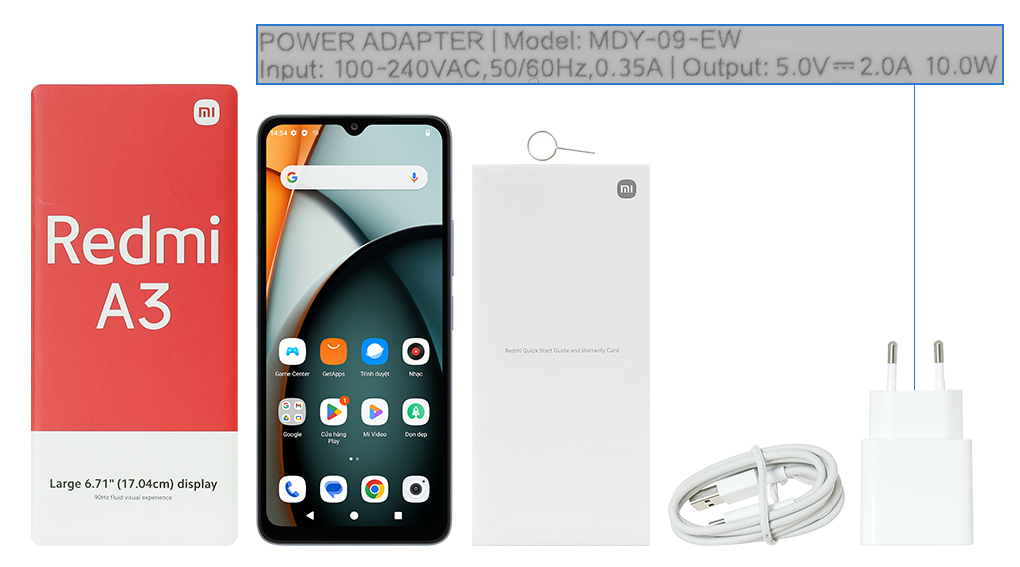 POWER ADAPTER | Model: MDY-09-EW
Input: 100-240VAC,50/60Hz,0.35A | Output: 5.0V⎓2.0A 10.0W
mi
Redmi
A3
Large 6.71" (17.04cm) display
90Hz fluid visual experience
14:54
G
Game Center
GetApps
Trình duyệt
Nhạc
1
Google
Cửa hàng
Play
Mi Video
Dọn dẹp
mi
Redmi Quick Start Guide and Warranty Card